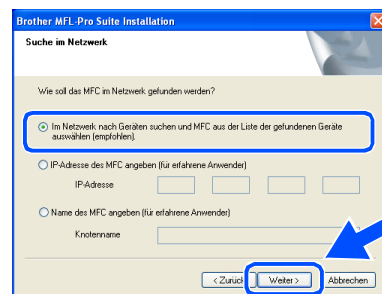 Brother MFL-Pro Suite Installation
Suche im Netzwerk
Wie soll das MFC im Netzwerk gefunden werden?
Im Netzwerk nach Geräten suchen und MFC aus der Liste der gefundenen Geräte
auswählen (empfohlen).
IP-Adresse des MFC angeben (für erfahrene Anwender)
IP-Adresse
Name des MFC angeben (für erfahrene Anwender)
Knotenname
< Zurück Weiter > Abbrechen